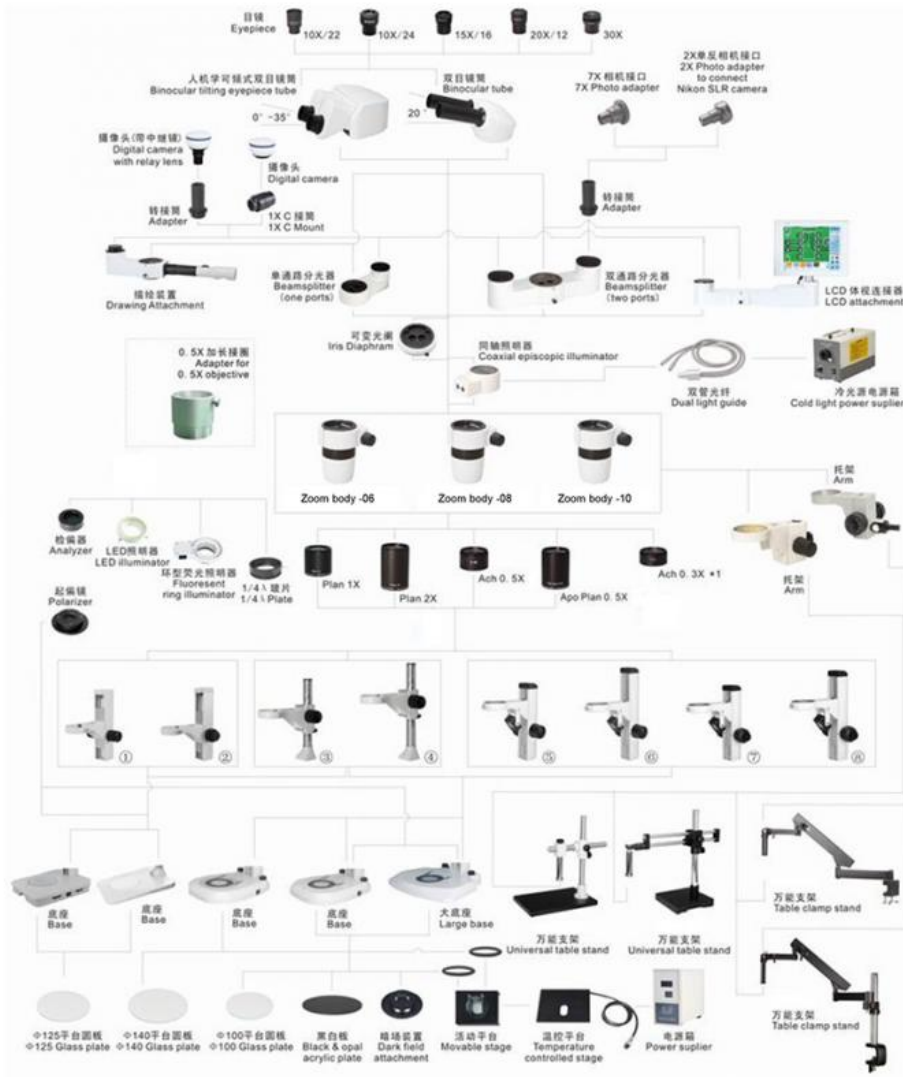 目镜
Eyepiece
10X/22
10X/24
15X/16
20X/12
30X
人机学可倾式双目镜筒
Binocular tilting eyepiece tube
双目镜筒
Binocular tube
7X 相机接口
7X Photo adapter
2X单反相机接口
2X Photo adapter
to connect
Nikon SLR camera
0° -35°
20°
摄像头(带中继镜)
Digital camera
with relay lens
摄像头
Digital camera
转接筒
Adapter
1X C 接筒
1X C Mount
转接筒
Adapter
描绘装置
Drawing Attachment
单通路分光器
Beamsplitter
(one ports)
双通路分光器
Beamsplitter
(two ports)
LCD 体视连接器
LCD attachment
可变光阑
Iris Diaphram
同轴照明器
Coaxial episcopic illuminator
0.5X 加长接圈
Adapter for
0.5X objective
双臂光纤
Dual light guide
冷光源电源箱
Cold light power suplier
Zoom body -06
Zoom body -08
Zoom body -10
托架
Arm
托架
Arm
检偏器
Analyzer
LED照明器
LED illuminator
环型荧光照明器
Fluoresent
ring illuminator
1/4λ玻片
1/4λPlate
Plan 1X
Plan 2X
Ach 0.5X
Apo Plan 0.5X
Ach 0.3X *1
起偏镜
Polarizer
①
②
③
④
⑤
⑥
⑦
⑧
底座
Base
底座
Base
底座
Base
底座
Base
大底座
Large base
万能支架
Universal table stand
万能支架
Universal table stand
万能支架
Table clamp stand
万能支架
Table clamp stand
Φ125平台圆板
Φ125 Glass plate
Φ140平台圆板
Φ140 Glass plate
Φ100平台圆板
Φ100 Glass plate
黑白板
Black & opal
acrylic plate
暗场装置
Dark field
attachment
活动平台
Movable stage
温控平台
Temperature
controlled stage
电源箱
Power suplier